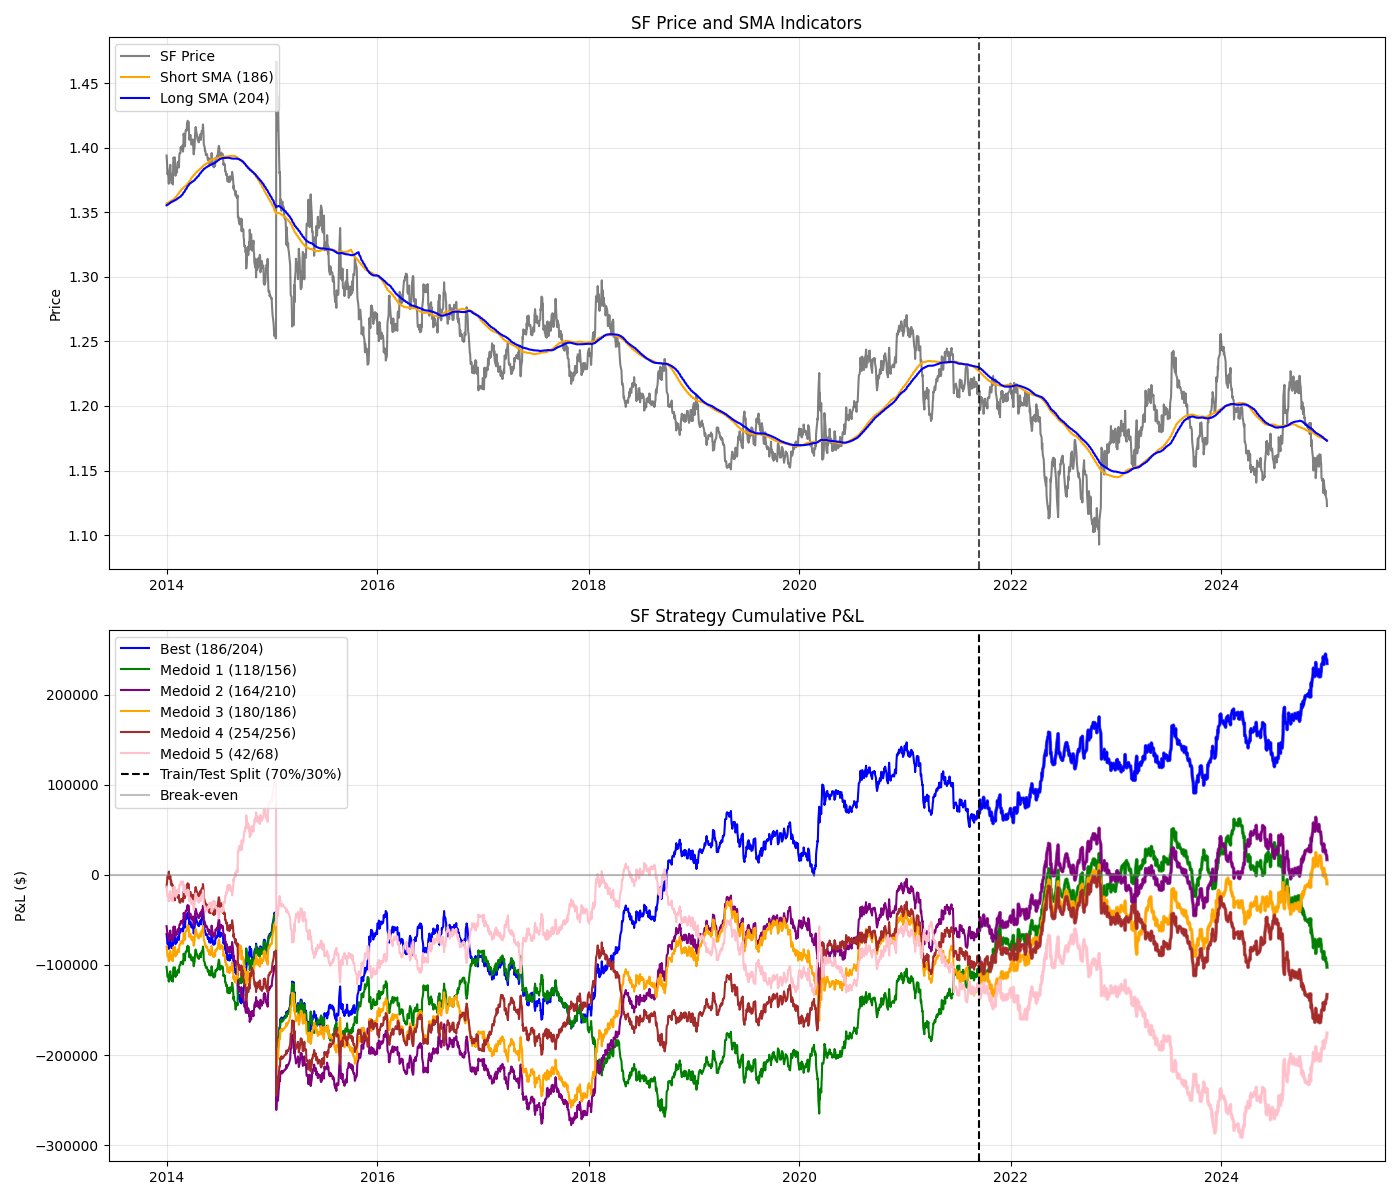 SF Price and SMA Indicators
SF Price
Short SMA (186)
Long SMA (204)
Price
1.45
1.40
1.35
1.30
1.25
1.20
1.15
1.10
2014 2016 2018 2020 2022 2024
SF Strategy Cumulative P&L
Best (186/204)
Medoid 1 (118/156)
Medoid 2 (164/210)
Medoid 3 (180/186)
Medoid 4 (254/256)
Medoid 5 (42/68)
Train/Test Split (70%/30%)
Break-even
P&L ($)
200000
100000
0
−100000
−200000
−300000
2014 2016 2018 2020 2022 2024